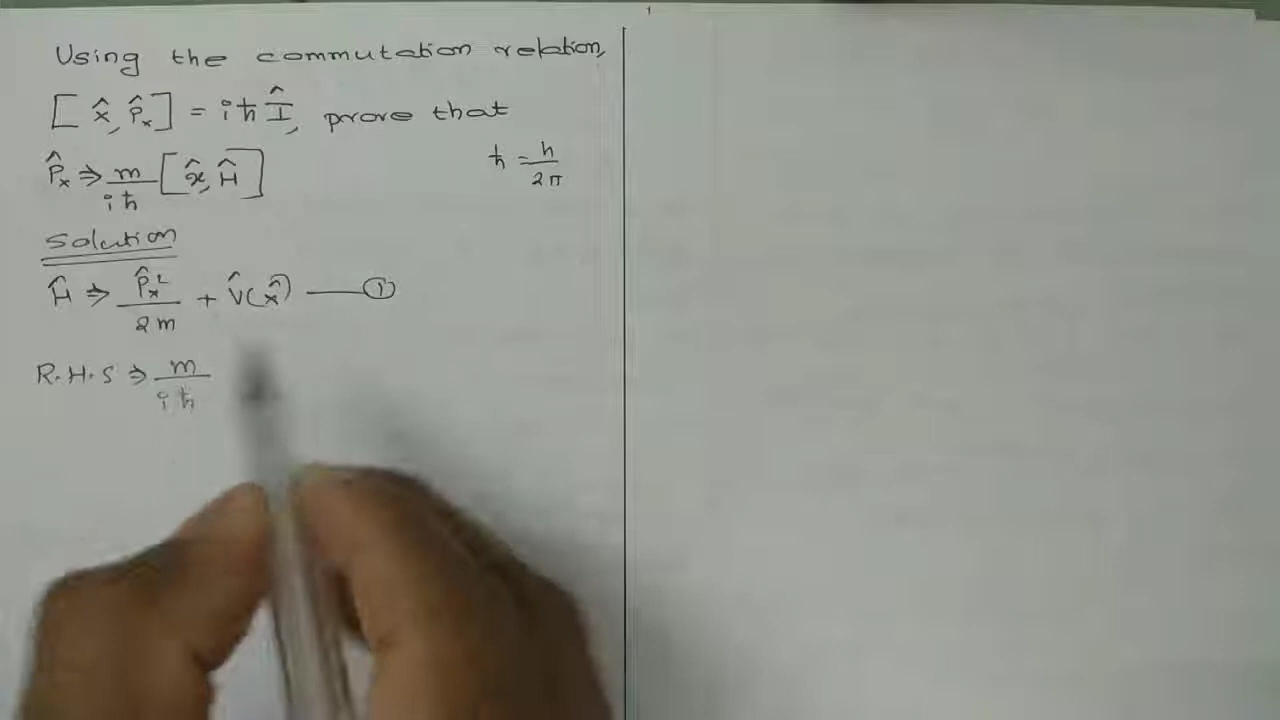 Using the commutation relation,
[x̂, P̂ₓ] = iħ Î, prove that
P̂ₓ ⇒ m/iħ [x̂, Ĥ]
ħ = h/2π
Solution
Ĥ ⇒ P̂ₓ²/2m + V̂(x̂) —— ①
R.H.S ⇒ m/iħ